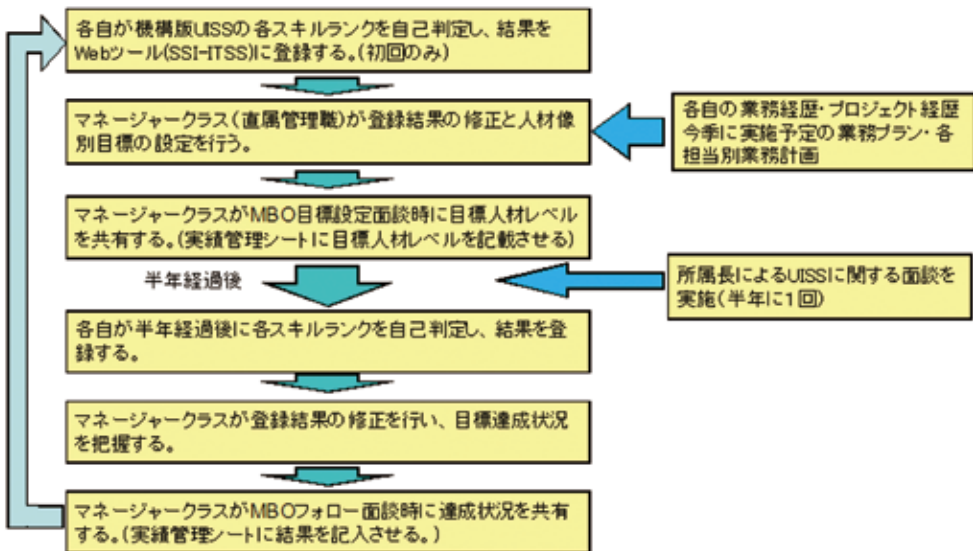 各自が機構版UISSの各スキルランクを自己判定し、結果を
Webツール(SSI-ITSS)に登録する。(初回のみ)
マネージャークラス(直属管理職)が登録結果の修正と人材像
別目標の設定を行う。
各自の業務経歴・プロジェクト経歴
今季に実施予定の業務プラン・各
担当別業務計画
マネージャークラスがMBO目標設定面談時に目標人材レベル
を共有する。(実績管理シートに目標人材レベルを記載させる)
半年経過後
所属長によるUISSに関する面談を
実施(半年に1回)
各自が半年経過後に各スキルランクを自己判定し、結果を登
録する。
マネージャークラスが登録結果の修正を行い、目標達成状況
を把握する。
マネージャークラスがMBOフォロー面談時に達成状況を共有
する。(実績管理シートに結果を記入させる。)